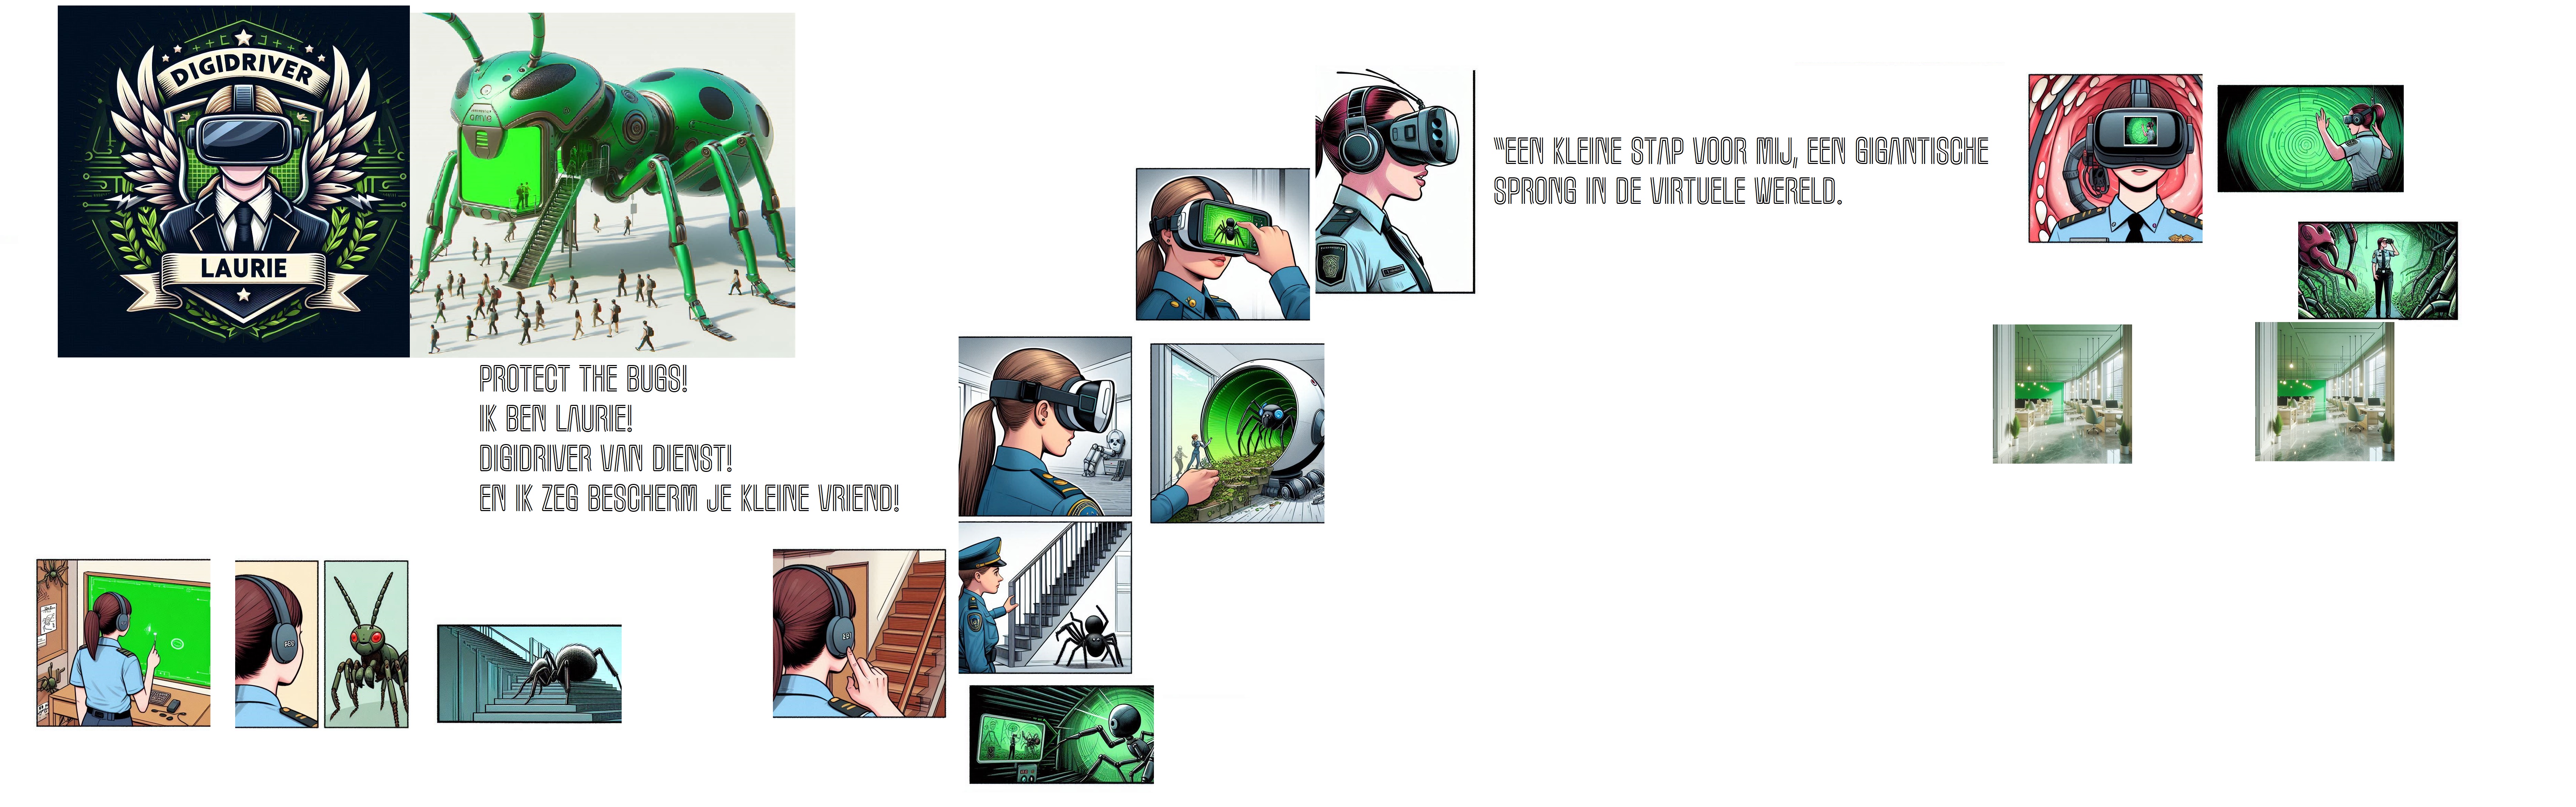 DIGIDRIVER
LAURIE
PROTECT THE BUGS!
IK BEN LAURIE!
DIGIDRIVER VAN DIENST!
EN IK ZEG BESCHERM JE KLEINE VRIEND!
"EEN KLEINE STAP VOOR MIJ, EEN GIGANTISCHE
SPRONG IN DE VIRTUELE WERELD.